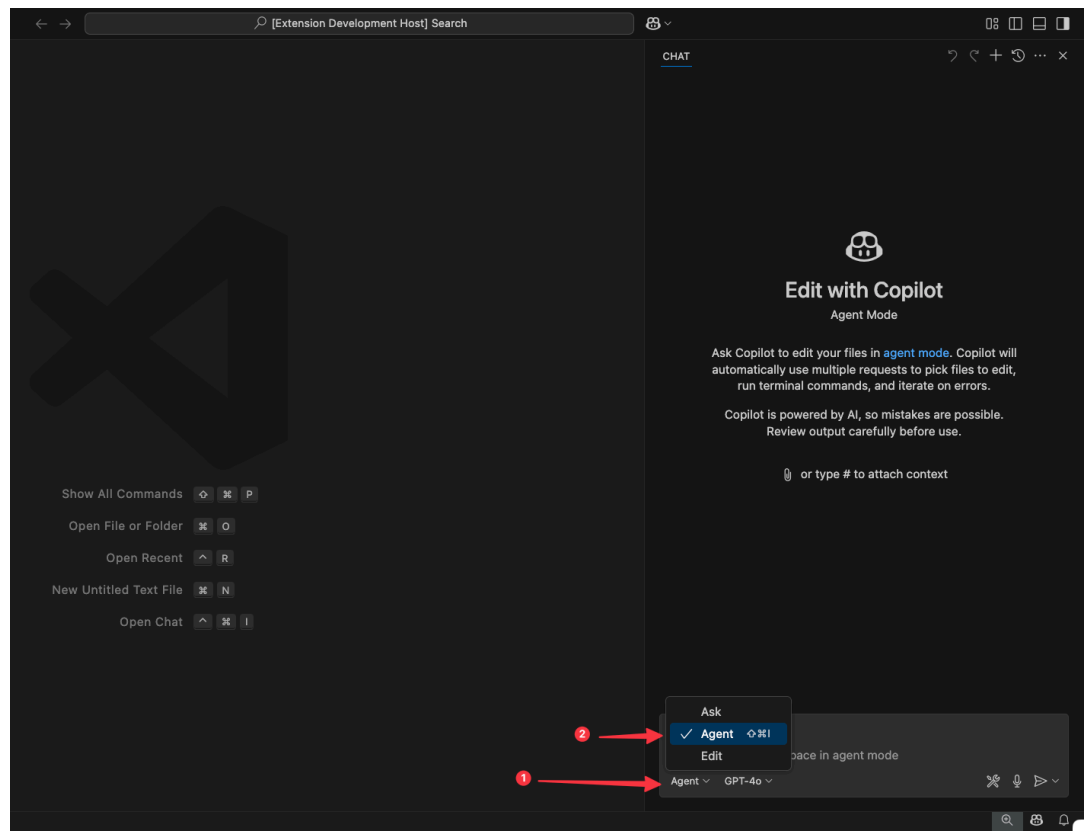 [Extension Development Host] Search
CHAT
Edit with Copilot
Agent Mode
Ask Copilot to edit your files in agent mode. Copilot will
automatically use multiple requests to pick files to edit,
run terminal commands, and iterate on errors.
Copilot is powered by AI, so mistakes are possible.
Review output carefully before use.
or type # to attach context
Show All Commands ⇧ ⌘ P
Open File or Folder ⌘ O
Open Recent ^ R
New Untitled Text File ⌘ N
Open Chat ^ ⌘ I
Ask
2
Agent ⇧⌘I
Edit
in agent mode
1
Agent
GPT-4o